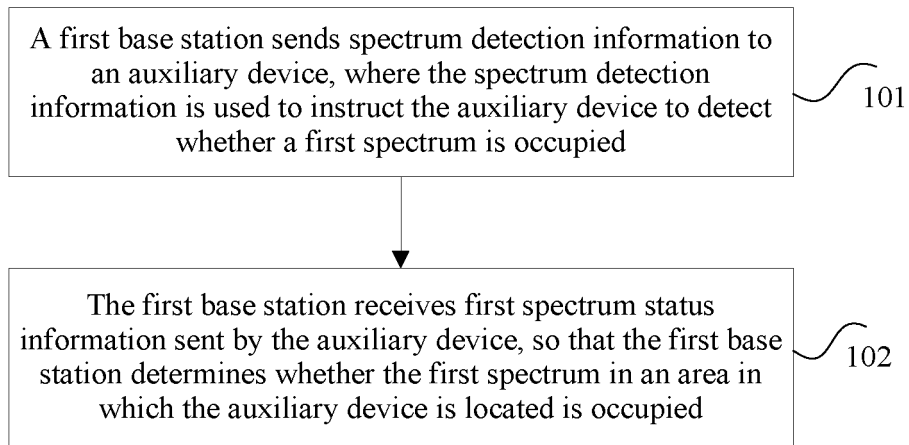 A first base station sends spectrum detection information to
an auxiliary device, where the spectrum detection
information is used to instruct the auxiliary device to detect
whether a first spectrum is occupied
101
The first base station receives first spectrum status
information sent by the auxiliary device, so that the first base
station determines whether the first spectrum in an area in
which the auxiliary device is located is occupied
102